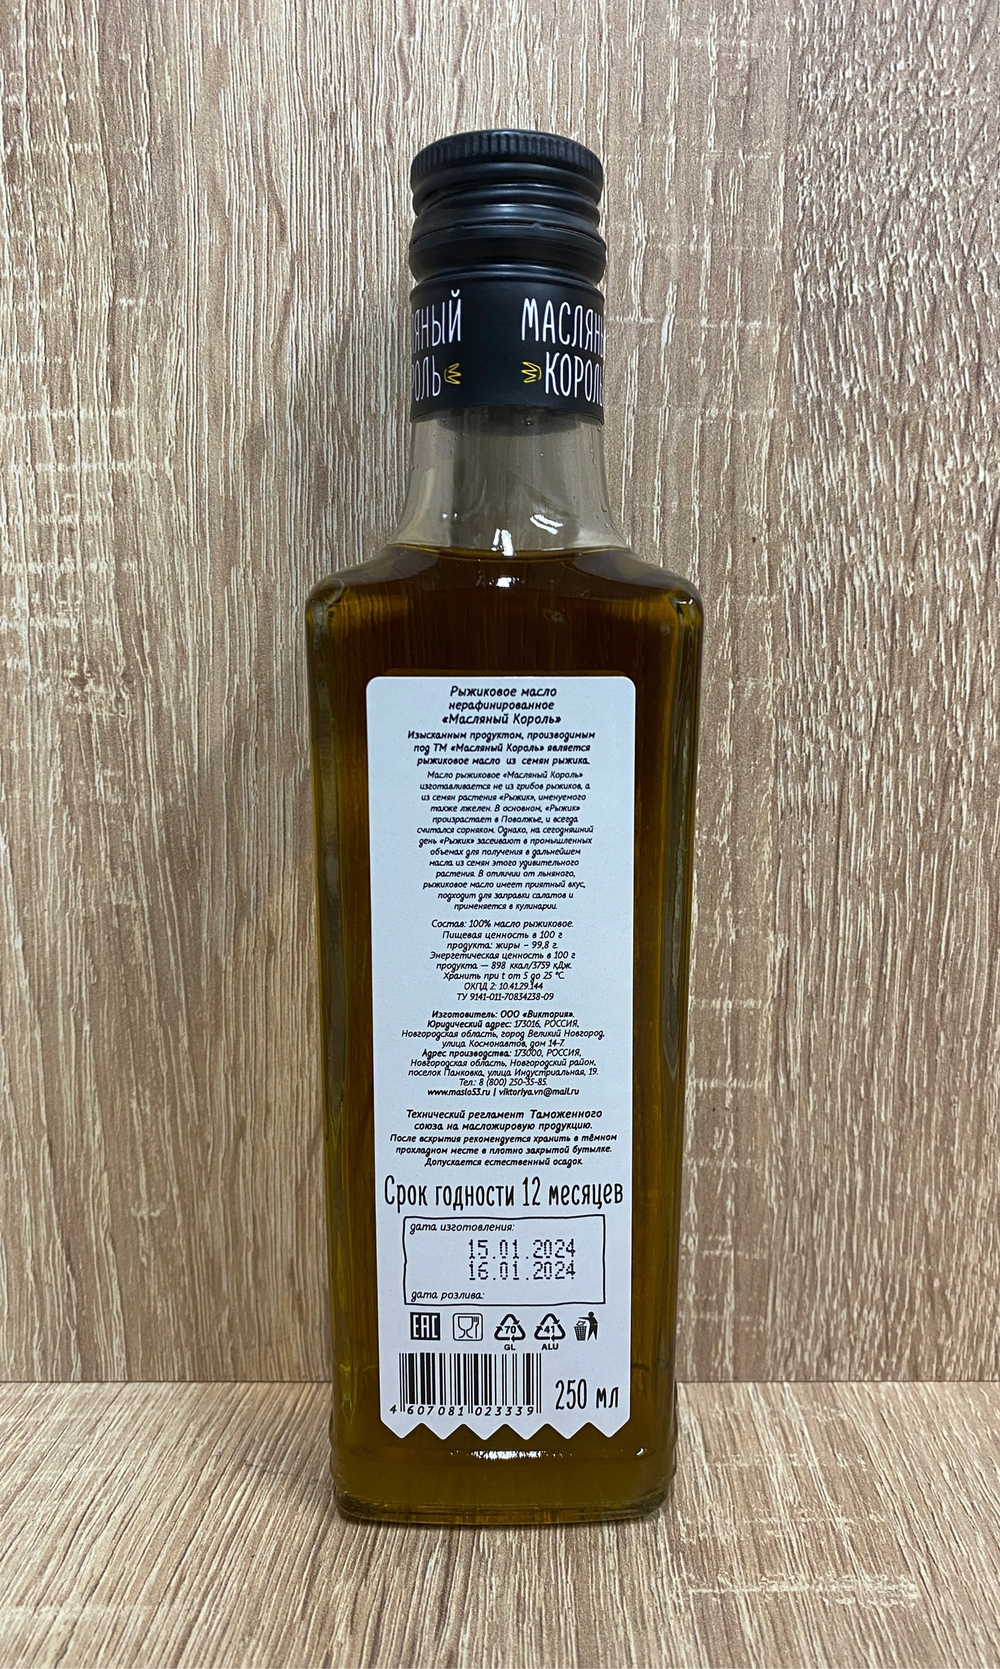 ЯНЫЙ МАСЛЯН
ОЛЬ КОРОЛЬ
Рыжиковое масло
нерафинированное
«Масляный Король»
Изысканным продуктом, производимым
под ТМ «Масляный Король» является
рыжиковое масло из семян рыжика.
Масло рыжиковое «Масляный Король»
изготавливается не из грибов рыжиков, а
из семян растения «Рыжик», именуемого
также лжелен. В основном, «Рыжик»
произрастает в Поволжье, и всегда
считался сорняком. Однако, на сегодняшний
день «Рыжик» засеивают в промышленных
объемах для получения в дальнейшем
масла из семян этого удивительного
растения. В отличии от льняного,
рыжиковое масло имеет приятный вкус,
подходит для заправки салатов и
применяется в кулинарии.
Состав: 100% масло рыжиковое.
Пищевая ценность в 100 г
продукта: жиры – 99,8 г.
Энергетическая ценность в 100 г
продукта — 898 ккал/3759 кДж.
Хранить при t от 5 до 25 °С.
ОКПД 2: 10.41.29.144
ТУ 9141-011-70834238-09
Изготовитель: ООО «Виктория».
Юридический адрес: 173016, РОССИЯ,
Новгородская область, город Великий Новгород,
улица Космонавтов, дом 14-7.
Адрес производства: 173000, РОССИЯ,
Новгородская область, Новгородский район,
поселок Панковка, улица Индустриальная, 19.
Тел.: 8 (800) 250-35-85.
www.maslo53.ru | viktoriya.vn@mail.ru
Технический регламент Таможенного
союза на масложировую продукцию.
После вскрытия рекомендуется хранить в тёмном
прохладном месте в плотно закрытой бутылке.
Допускается естественный осадок.
Срок годности 12 месяцев
дата изготовления:
15.01.2024
16.01.2024
дата розлива:
EAC 70 41
GL ALU
250 мл
4 607081 023339